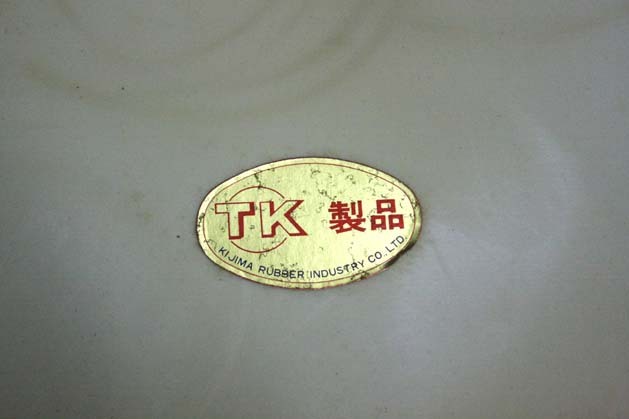 TK 製品
KIJIMA RUBBER INDUSTRY CO., LTD.